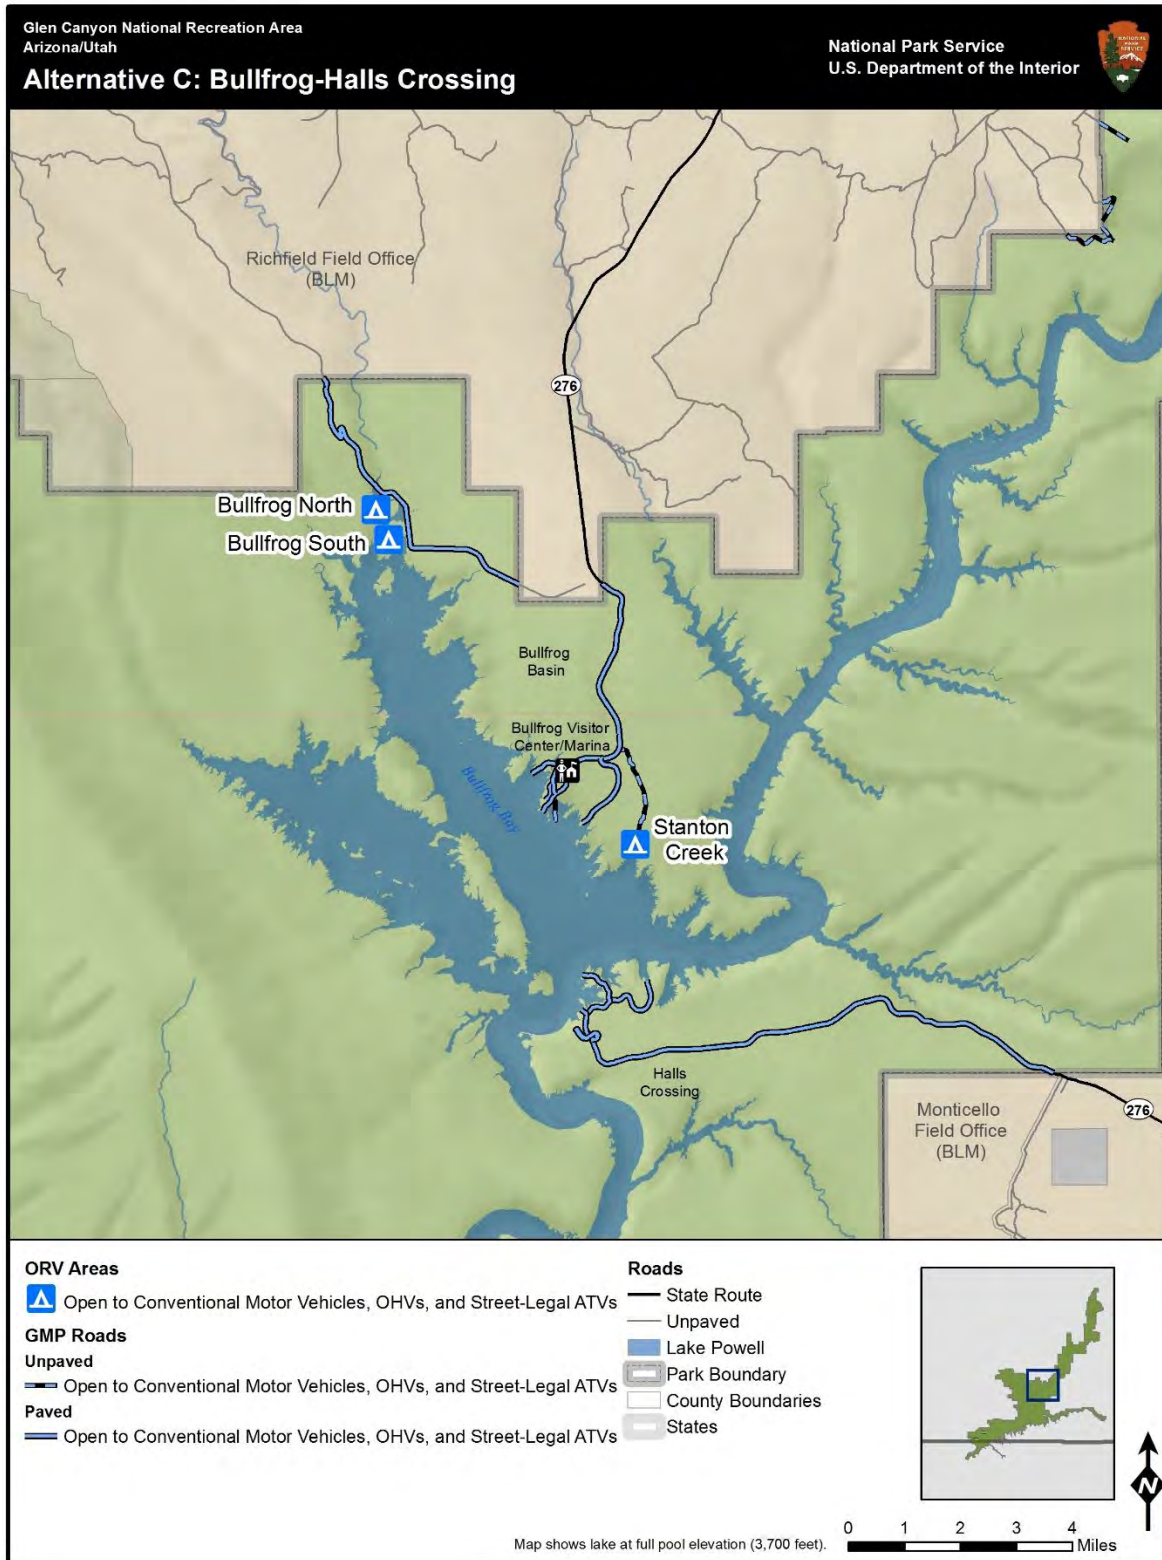 Glen Canyon National Recreation Area
Arizona/Utah
Alternative C: Bullfrog-Halls Crossing
National Park Service
U.S. Department of the Interior
NATIONAL
PARK
SERVICE
Richfield Field Office
(BLM)
276
Bullfrog North
Bullfrog South
Bullfrog
Basin
Bullfrog Visitor
Center/Marina
Bullfrog Bay
Stanton
Creek
Halls
Crossing
Monticello
Field Office
(BLM)
276
ORV Areas
Open to Conventional Motor Vehicles, OHVs, and Street-Legal ATVs
GMP Roads
Unpaved
Open to Conventional Motor Vehicles, OHVs, and Street-Legal ATVs
Paved
Open to Conventional Motor Vehicles, OHVs, and Street-Legal ATVs
Roads
State Route
Unpaved
Lake Powell
Park Boundary
County Boundaries
States
N
Map shows lake at full pool elevation (3,700 feet).
0 1 2 3 4
Miles